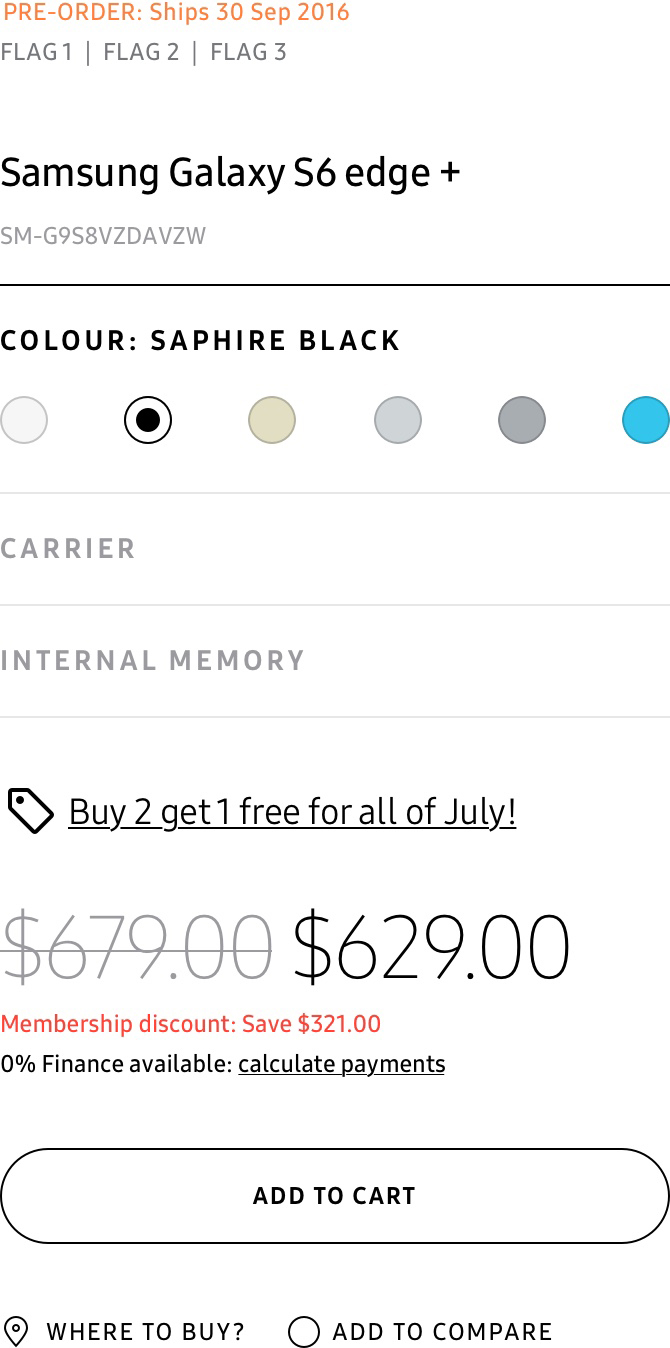 PRE-ORDER: Ships 30 Sep 2016
FLAG 1 | FLAG 2 | FLAG 3
Samsung Galaxy S6 edge +
SM-G9S8VZDAVZW
COLOUR: SAPHIRE BLACK
CARRIER
INTERNAL MEMORY
Buy 2 get 1 free for all of July!
$679.00 $629.00
Membership discount: Save $321.00
0% Finance available: calculate payments
ADD TO CART
WHERE TO BUY? ADD TO COMPARE